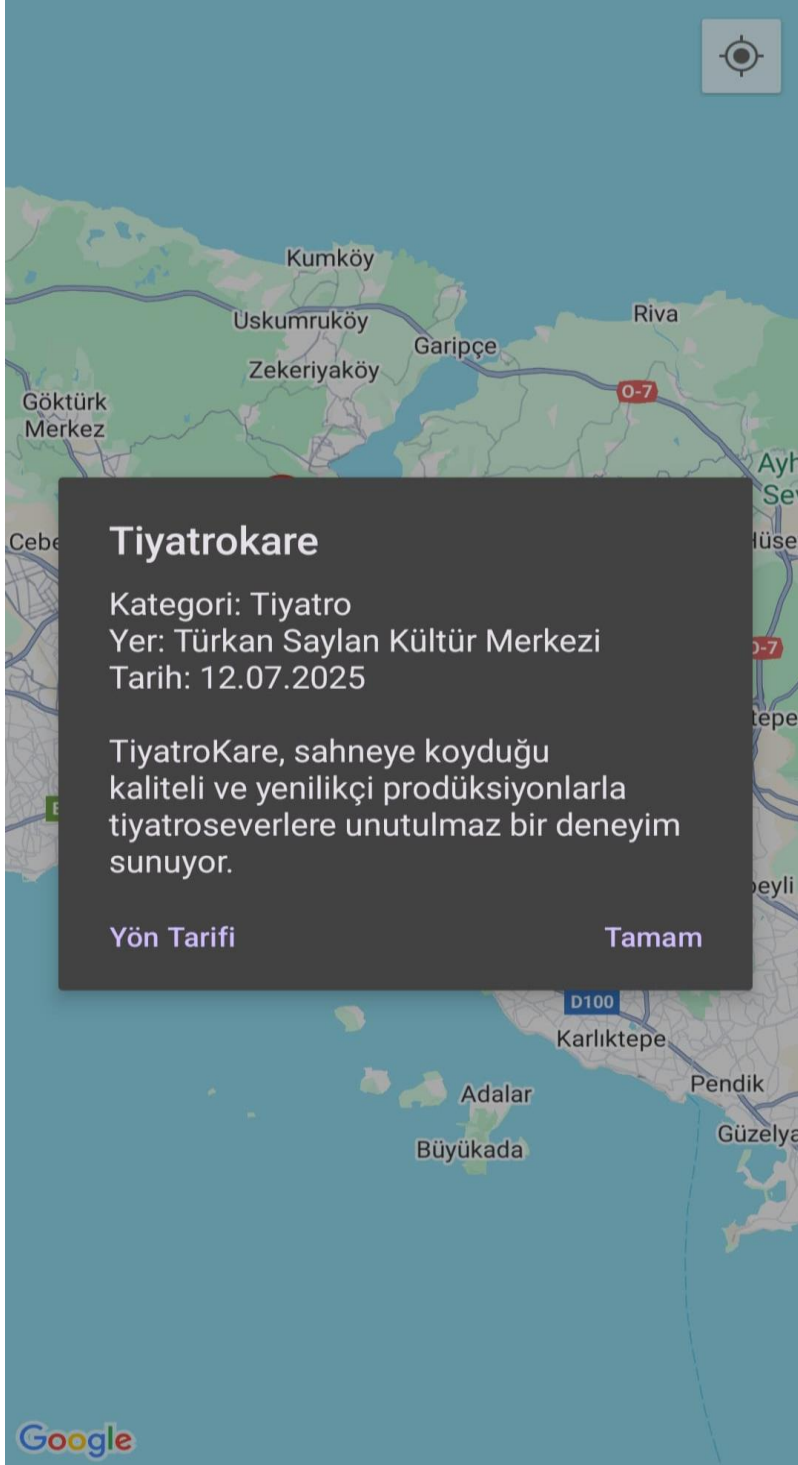 Kumköy
Uskumruköy
Riva
Garipçe
Zekeriyaköy
O-7
Göktürk
Merkez
Tiyatrokare
Kategori: Tiyatro
Yer: Türkan Saylan Kültür Merkezi
Tarih: 12.07.2025
TiyatroKare, sahneye koyduğu
kaliteli ve yenilikçi prodüksiyonlarla
tiyatroseverlere unutulmaz bir deneyim
sunuyor.
Yön Tarifi
Tamam
D100
Karlıktepe
Pendik
Adalar
Büyükada
Google